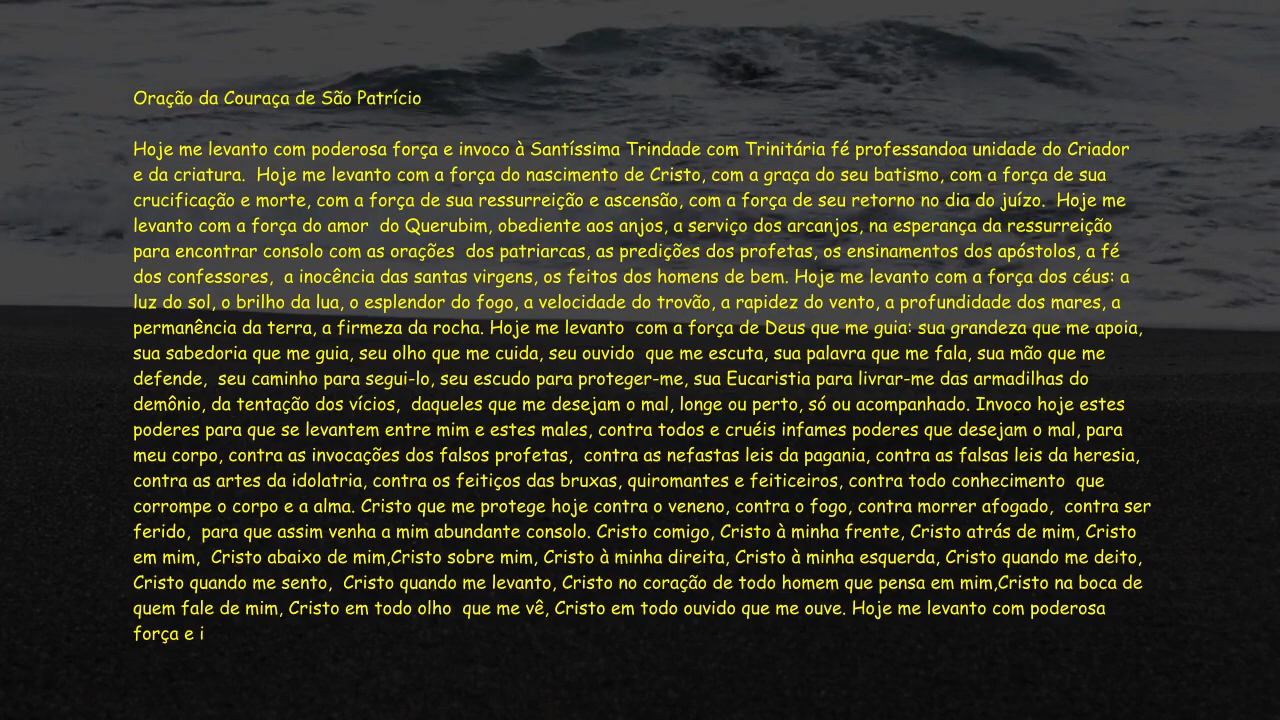 Oração da Couraça de São Patrício
Hoje me levanto com poderosa força e invoco à Santíssima Trindade com Trinitária fé professandoa unidade do Criador
e da criatura.  Hoje me levanto com a força do nascimento de Cristo, com a graça do seu batismo, com a força de sua
crucificação e morte, com a força de sua ressurreição e ascensão, com a força de seu retorno no dia do juízo.  Hoje me
levanto com a força do amor  do Querubim, obediente aos anjos, a serviço dos arcanjos, na esperança da ressurreição
para encontrar consolo com as orações  dos patriarcas, as predições dos profetas, os ensinamentos dos apóstolos, a fé
dos confessores,  a inocência das santas virgens, os feitos dos homens de bem. Hoje me levanto com a força dos céus: a
luz do sol, o brilho da lua, o esplendor do fogo, a velocidade do trovão, a rapidez do vento, a profundidade dos mares, a
permanência da terra, a firmeza da rocha. Hoje me levanto  com a força de Deus que me guia: sua grandeza que me apoia,
sua sabedoria que me guia, seu olho que me cuida, seu ouvido  que me escuta, sua palavra que me fala, sua mão que me
defende,  seu caminho para segui-lo, seu escudo para proteger-me, sua Eucaristia para livrar-me das armadilhas do
demônio, da tentação dos vícios,  daqueles que me desejam o mal, longe ou perto, só ou acompanhado. Invoco hoje estes
poderes para que se levantem entre mim e estes males, contra todos e cruéis infames poderes que desejam o mal, para
meu corpo, contra as invocações dos falsos profetas,  contra as nefastas leis da pagania, contra as falsas leis da heresia,
contra as artes da idolatria, contra os feitiços das bruxas, quiromantes e feiticeiros, contra todo conhecimento  que
corrompe o corpo e a alma. Cristo que me protege hoje contra o veneno, contra o fogo, contra morrer afogado,  contra ser
ferido,  para que assim venha a mim abundante consolo. Cristo comigo, Cristo à minha frente, Cristo atrás de mim, Cristo
em mim,  Cristo abaixo de mim,Cristo sobre mim, Cristo à minha direita, Cristo à minha esquerda, Cristo quando me deito,
Cristo quando me sento,  Cristo quando me levanto, Cristo no coração de todo homem que pensa em mim,Cristo na boca de
quem fale de mim, Cristo em todo olho  que me vê, Cristo em todo ouvido que me ouve. Hoje me levanto com poderosa
força e i